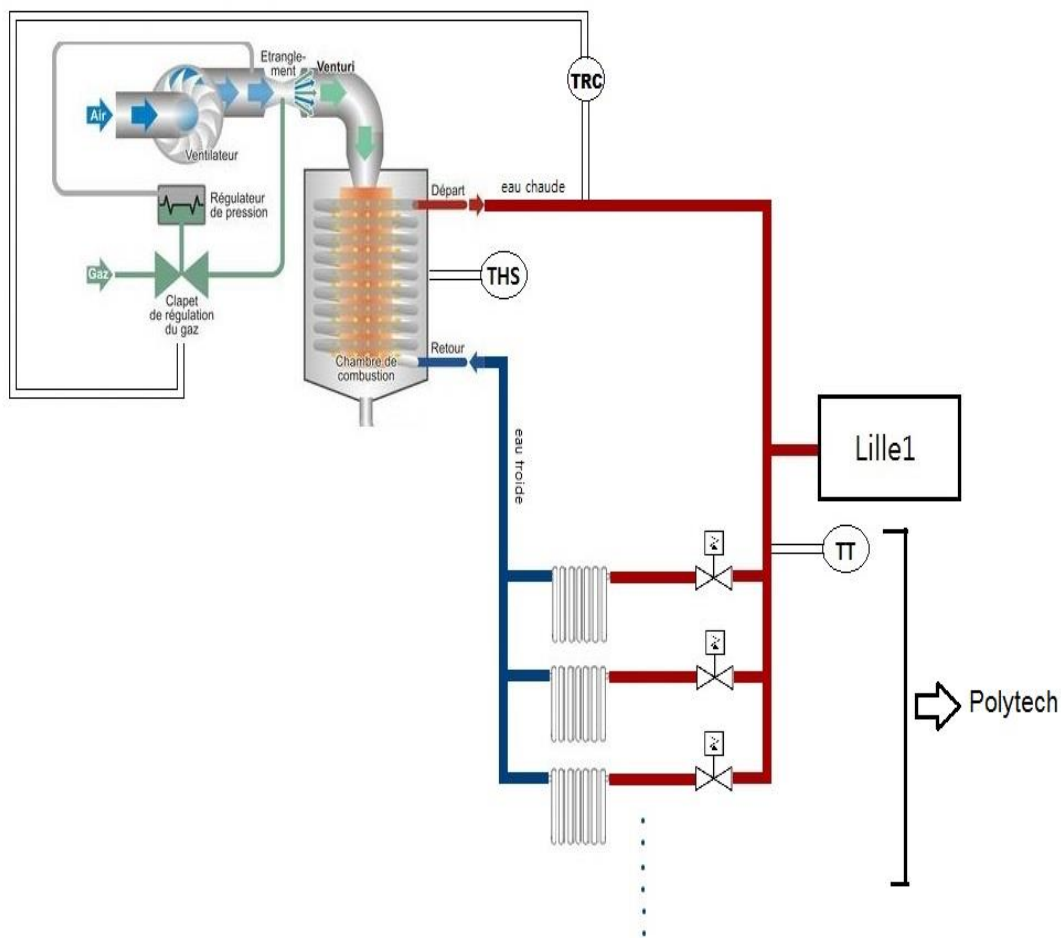 Etrangle-
ment
Venturi
TRC
Air
Ventilateur
Régulateur
de pression
Départ
eau chaude
Gaz
THS
Clapet
de régulation
du gaz
Retour
Chambre de
combustion
eau froide
Lille1
TT
Polytech